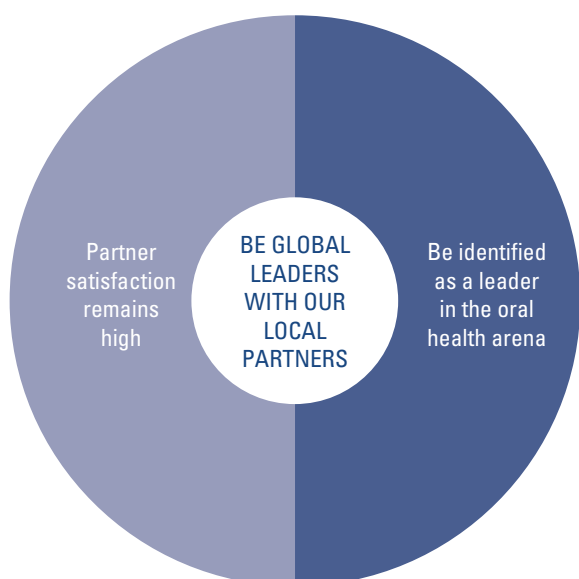 Partner
satisfaction
remains
high
BE GLOBAL
LEADERS
WITH OUR
LOCAL
PARTNERS
Be identified
as a leader
in the oral
health arena